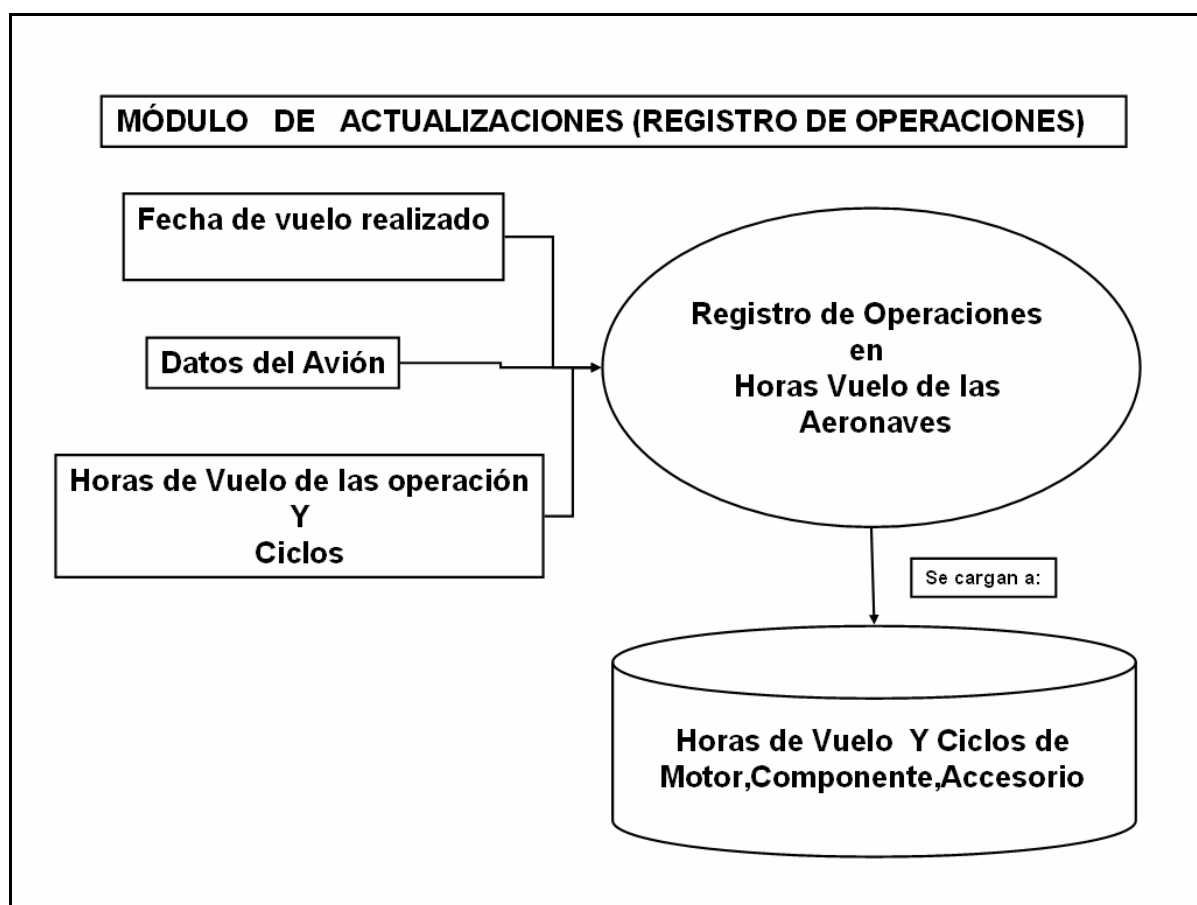 MÓDULO DE ACTUALIZACIONES (REGISTRO DE OPERACIONES)
Fecha de vuelo realizado
Datos del Avión
Horas de Vuelo de las operación
Y
Ciclos
Registro de Operaciones
en
Horas Vuelo de las
Aeronaves
Se cargan a:
Horas de Vuelo Y Ciclos de
Motor,Componente,Accesorio